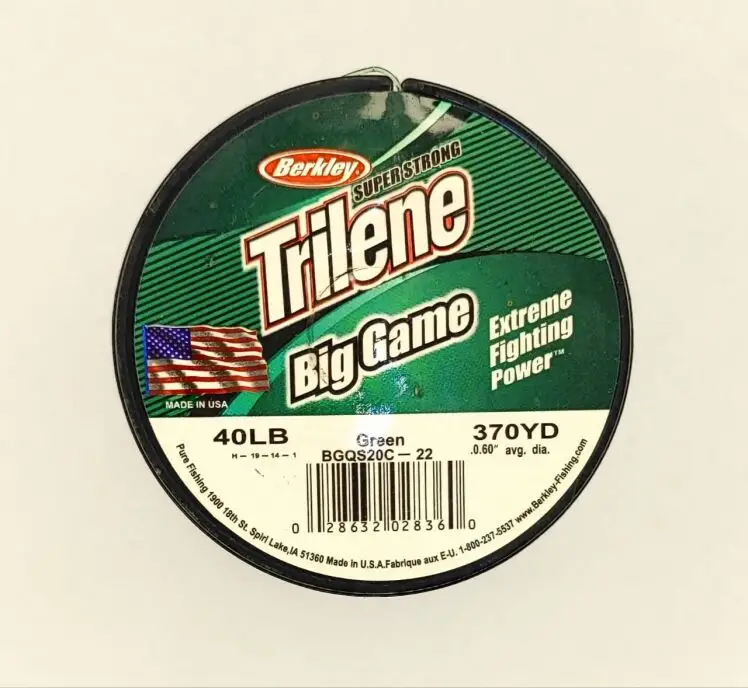 Berkley
SUPER STRONG
Trilene
Big Game
Extreme
Fighting
Power™
MADE IN USA
40LB
H – 19 – 14 – 1
Green
BGQS20C – 22
370YD
.0.60" avg. dia.
0 28632 02836 0
Pure Fishing 1900 18th St. Spirl Lake,IA 51360 Made in U.S.A.Fabrique aux E-U. 1-800-237-5537 www.Berkley-Fishing.com